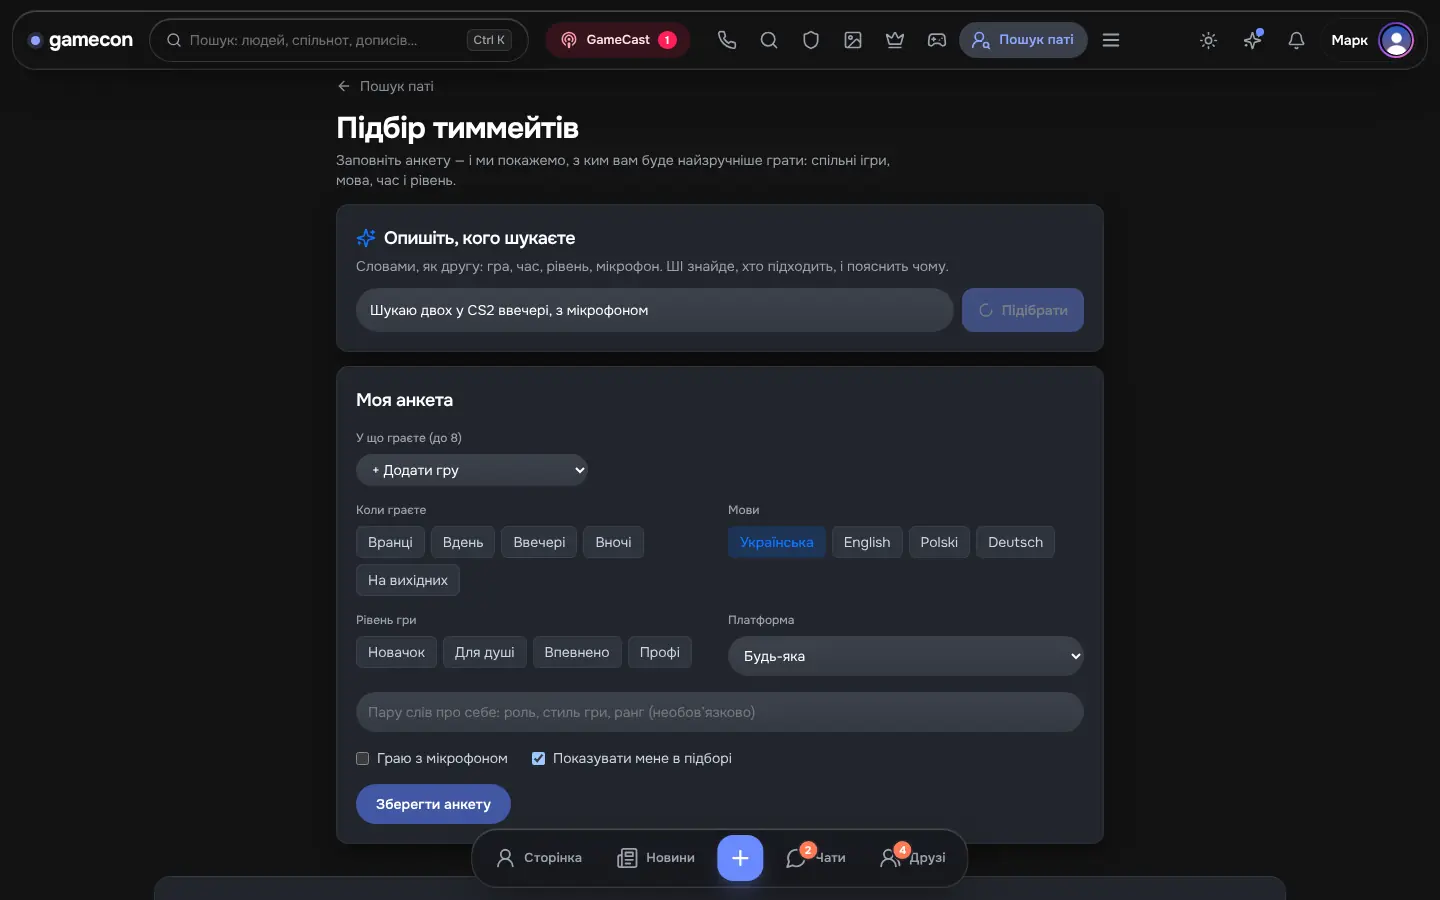 gamecon
Пошук: людей, спільнот, дописів...
Ctrl K
GameCast 1
Пошук паті
Марк
Пошук паті
Підбір тиммейтів
Заповніть анкету — і ми покажемо, з ким вам буде найзручніше грати: спільні ігри,
мова, час і рівень.
Опишіть, кого шукаєте
Словами, як другу: гра, час, рівень, мікрофон. ШІ знайде, хто підходить, і пояснить чому.
Шукаю двох у CS2 ввечері, з мікрофоном
Підібрати
Моя анкета
У що граєте (до 8)
+ Додати гру
Коли граєте
Мови
Вранці Вдень Ввечері Вночі
Українська English Polski Deutsch
На вихідних
Рівень гри
Платформа
Новачок Для душі Впевнено Профі
Будь-яка
Пару слів про себе: роль, стиль гри, ранг (необов’язково)
Граю з мікрофоном
Показувати мене в підборі
Зберегти анкету
Сторінка
Новини
2 Чати
4 Друзі